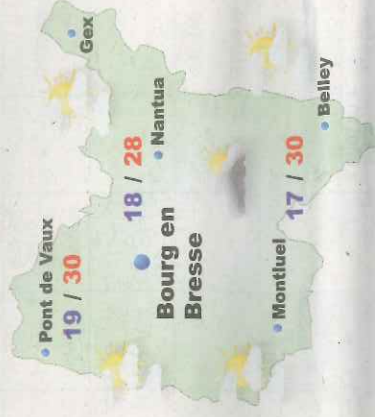 Pont de Vaux
19 / 30
Gex
18 / 28
Nantua
Bourg en
Bresse
Montluel
17 / 30
Belley